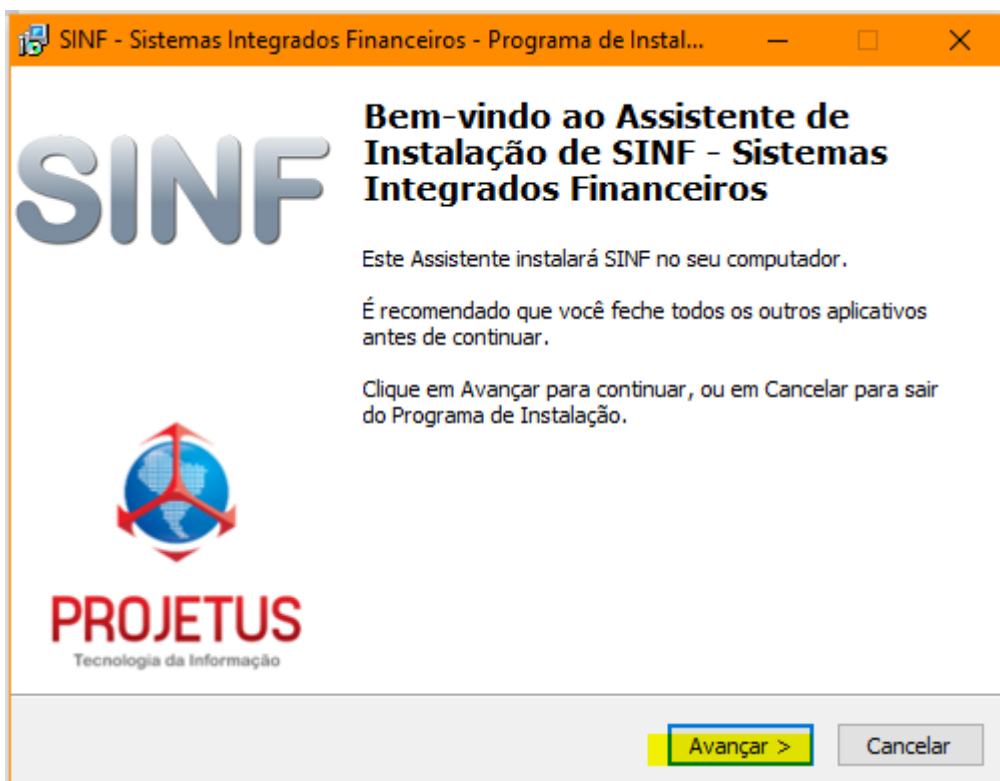 SINF - Sistemas Integrados Financeiros - Programa de Instal...
SINF
Bem-vindo ao Assistente de
Instalação de SINF - Sistemas
Integrados Financeiros
Este Assistente instalará SINF no seu computador.
É recomendado que você feche todos os outros aplicativos
antes de continuar.
Clique em Avançar para continuar, ou em Cancelar para sair
do Programa de Instalação.
PROJETUS
Tecnologia da Informação
Avançar >
Cancelar